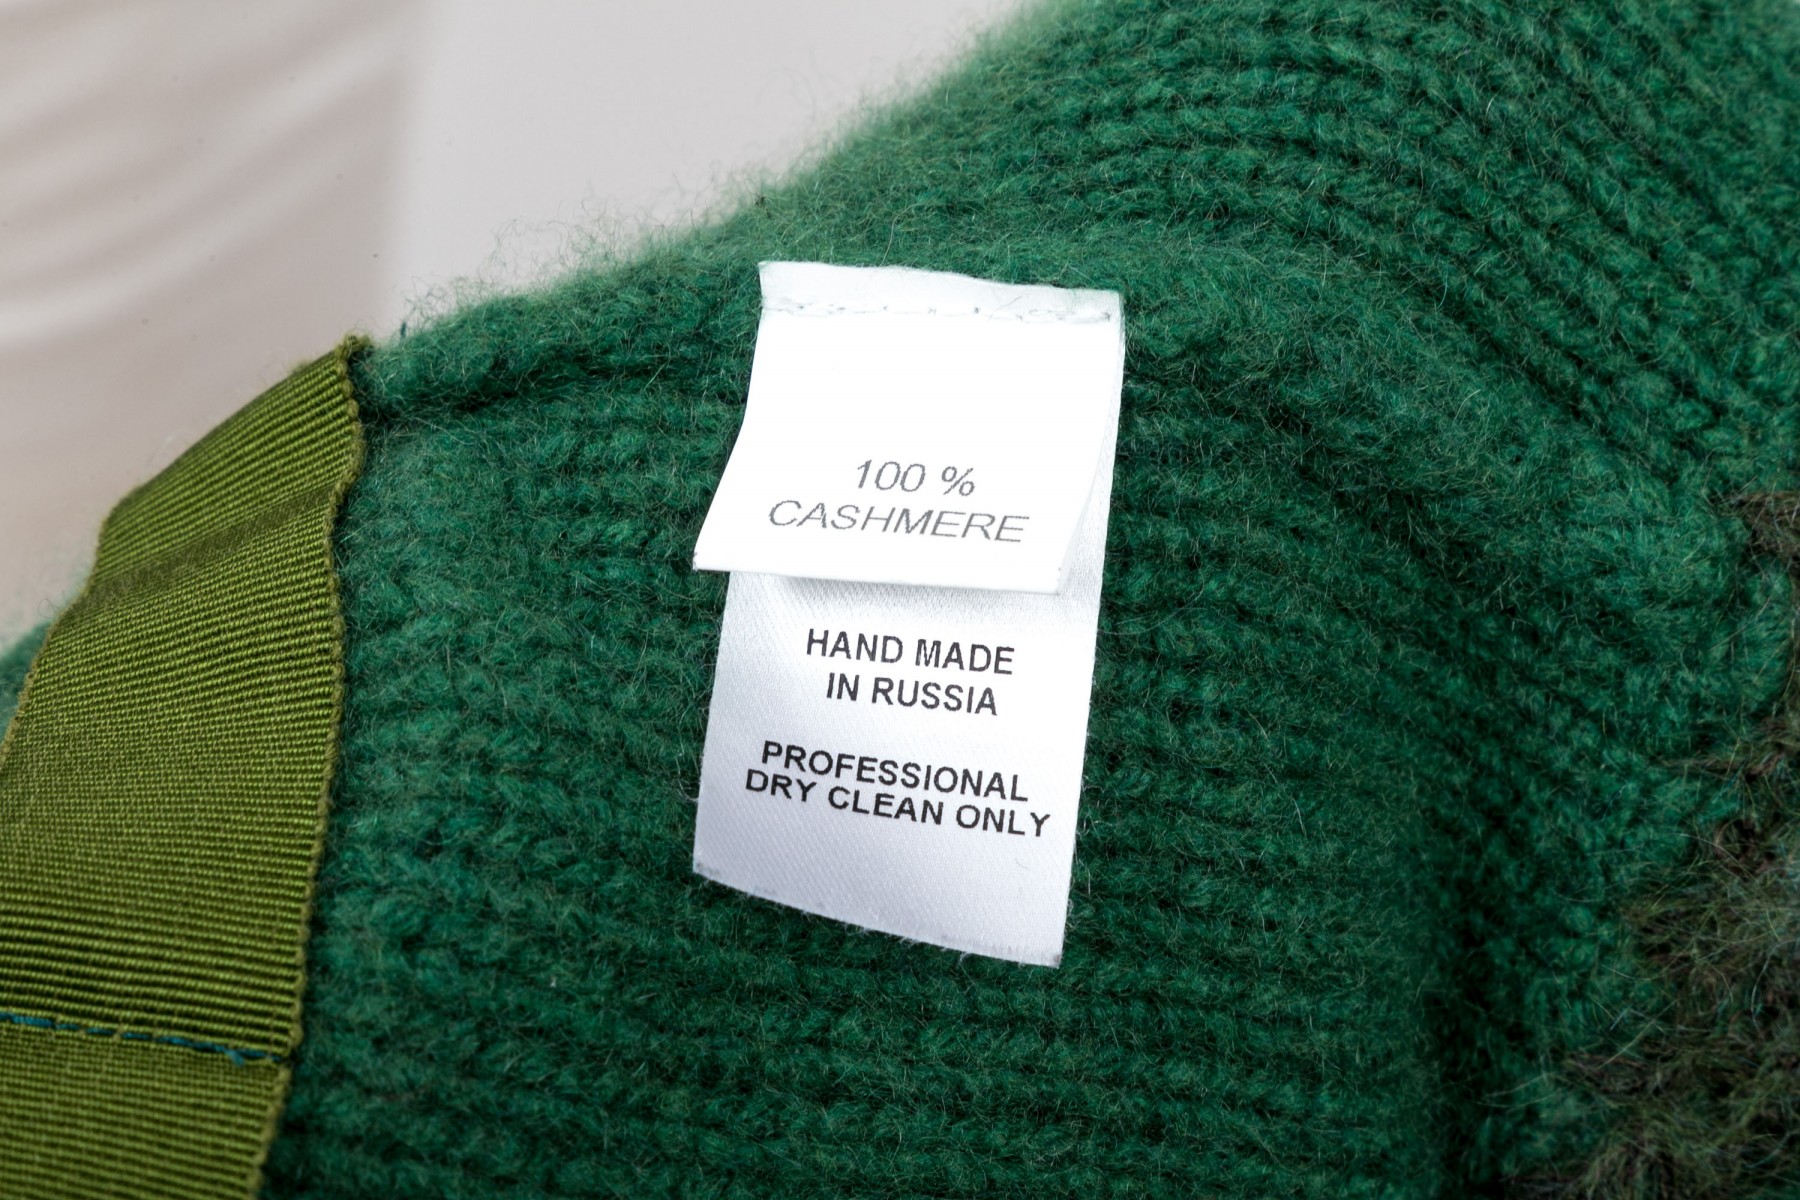 100 %
CASHMERE
HAND MADE
IN RUSSIA
PROFESSIONAL
DRY CLEAN ONLY